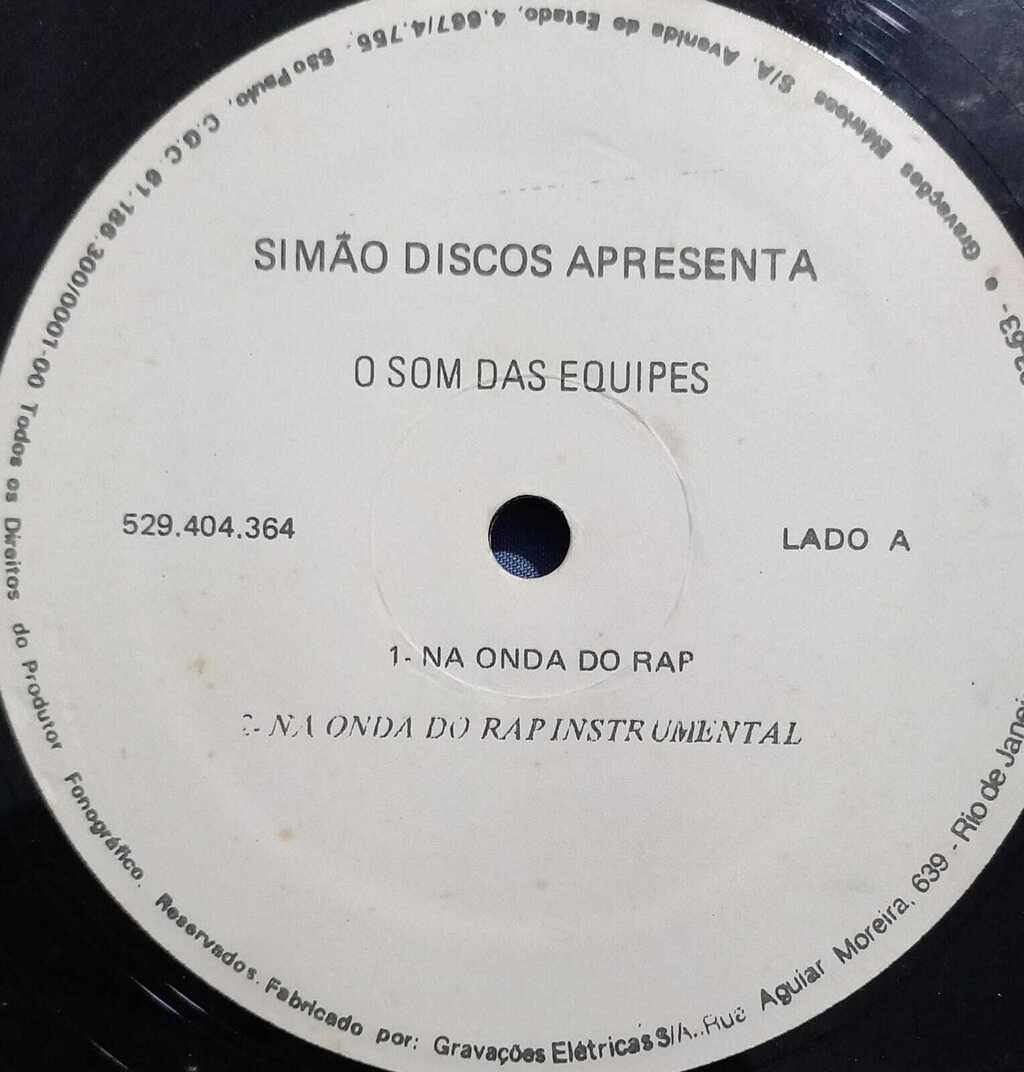 SIMÃO DISCOS APRESENTA
O SOM DAS EQUIPES
529.404.364
LADO A
1- NA ONDA DO RAP
2- NA ONDA DO RAP INSTRUMENTAL
Gravações Elétricas S/A. Avenida do Estado, 4.667/4.755 - São Paulo, C.G.C. 61.186.300/0001-00 Todos os Direitos do Produtor Fonográfico. Reservados. Fabricado por: Gravações Elétricas S/A. Rua Aguiar Moreira, 639 - Rio de